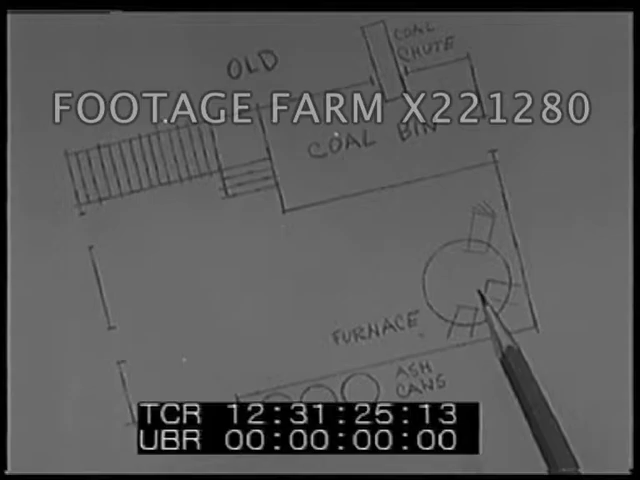 COAL
CHUTE
OLD
FOOTAGE FARM X221280
COAL BIN
FURNACE
ASH
CANS
TCR 12:31:25:13
UBR 00:00:00:00